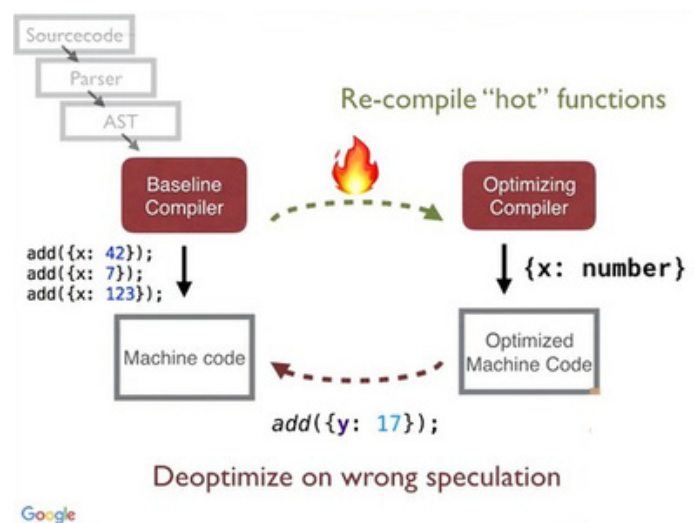 Sourcecode
Parser
AST
Re-compile “hot” functions
Baseline
Compiler
Optimizing
Compiler
add({x: 42});
add({x: 7});
add({x: 123});
{x: number}
Machine code
Optimized
Machine Code
add({y: 17});
Deoptimize on wrong speculation
Google